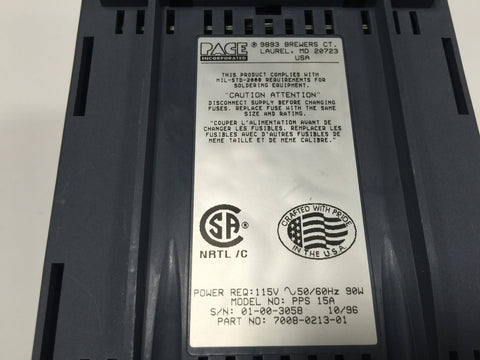 PACE ® 9893 BREWERS CT.
INCORPORATED LAUREL, MD 20723
USA
THIS PRODUCT COMPLIES WITH
MIL-STD-2000 REQUIREMENTS FOR
SOLDERING EQUIPMENT.
"CAUTION ATTENTION"
DISCONNECT SUPPLY BEFORE CHANGING
FUSES. REPLACE FUSE WITH THE SAME
SIZE AND RATING.
"COUPER L'ALIMENTATION AVANT DE
CHANGER LES FUSIBLES. REMPLACER LES
FUSIBLES AVEC D'AUTRES FUSIBLES DE
MEME TAILLE ET DE MEME CALIBRE."
SA
NRTL /C
CRAFTED WITH PRIDE
IN THE U.S.A.
POWER REQ:115V ∿50/60Hz 90W
MODEL NO: PPS 15A
S/N: 01-00-3058 10/96
PART NO: 7008-0213-01